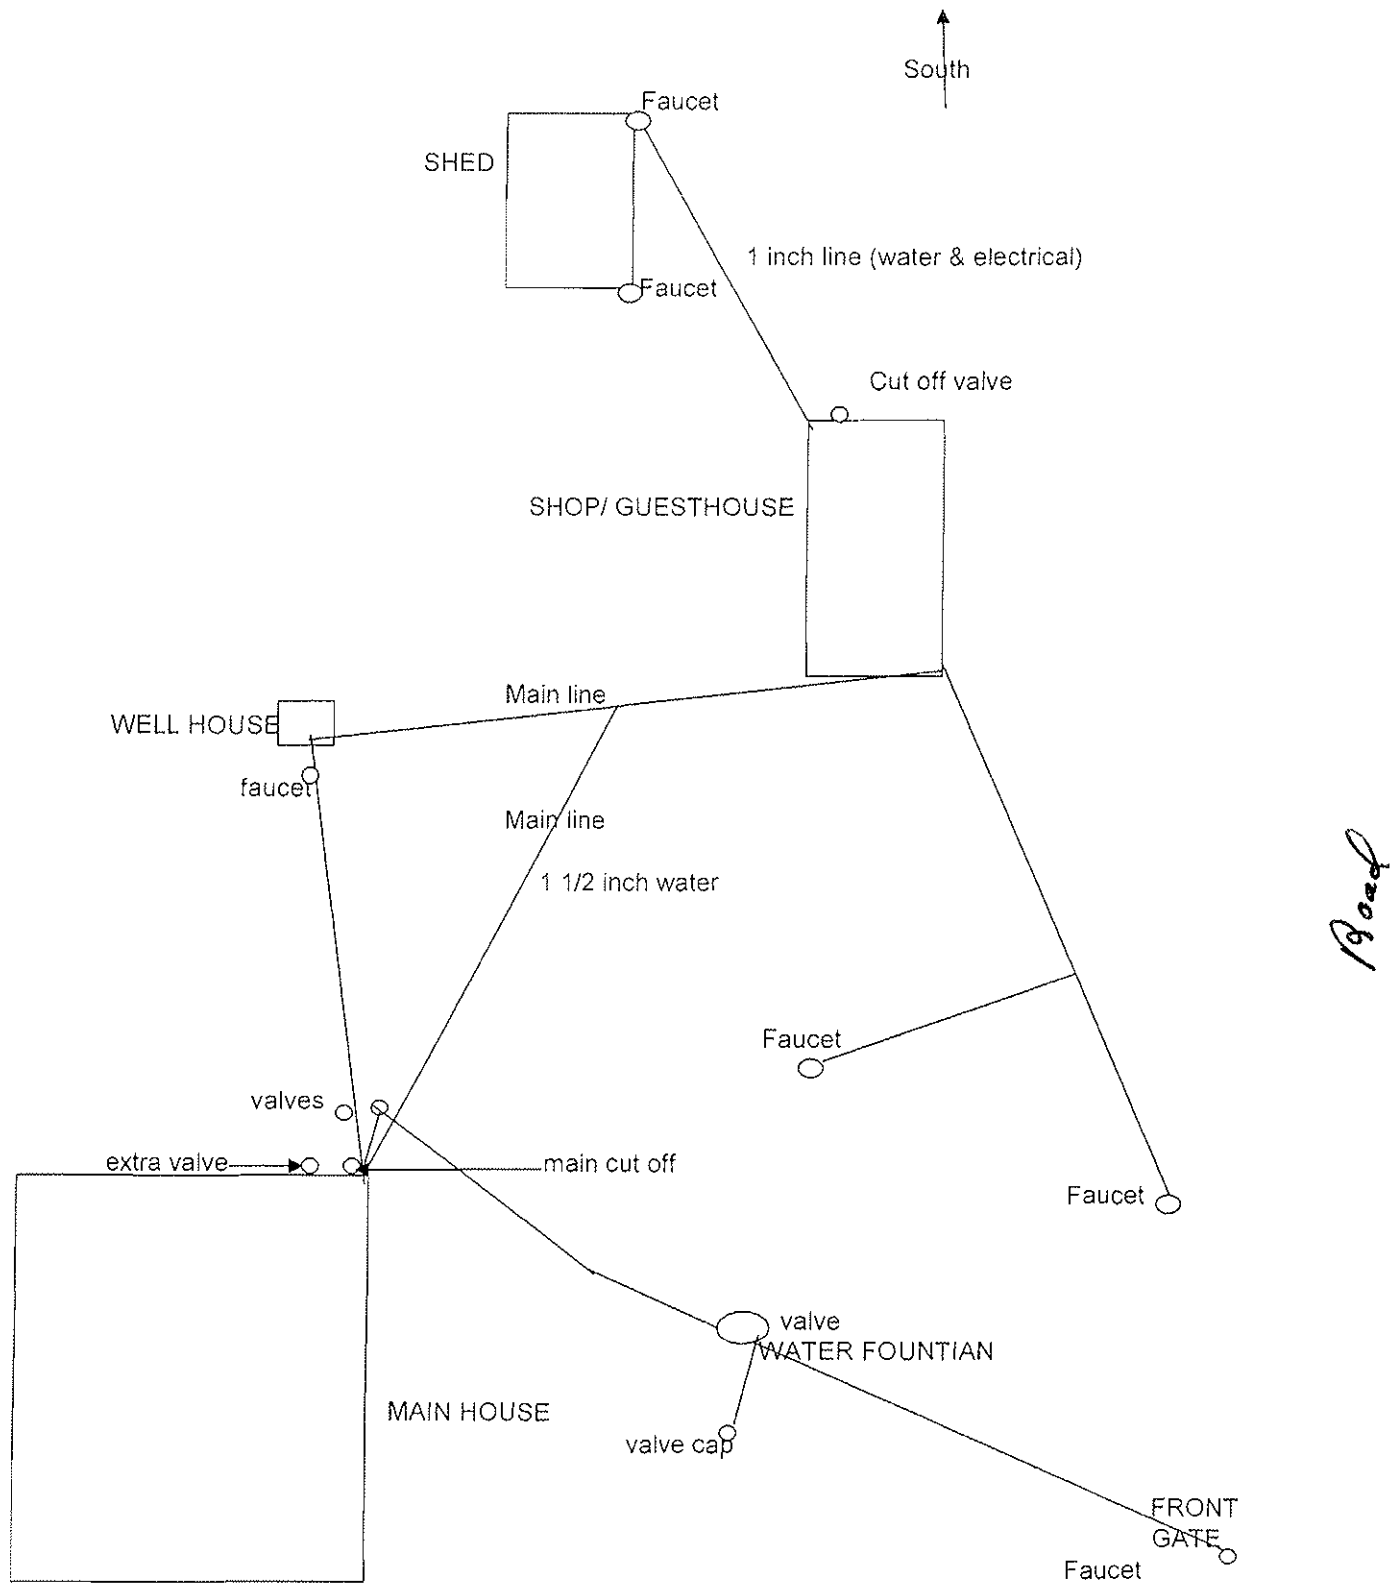 South
Faucet
SHED
1 inch line (water & electrical)
Faucet
Cut off valve
SHOP/ GUESTHOUSE
Main line
WELL HOUSE
faucet
Main line
1 1/2 inch water
Road
Faucet
valves
extra valve
main cut off
Faucet
valve
WATER FOUNTIAN
MAIN HOUSE
valve cap
FRONT
GATE
Faucet